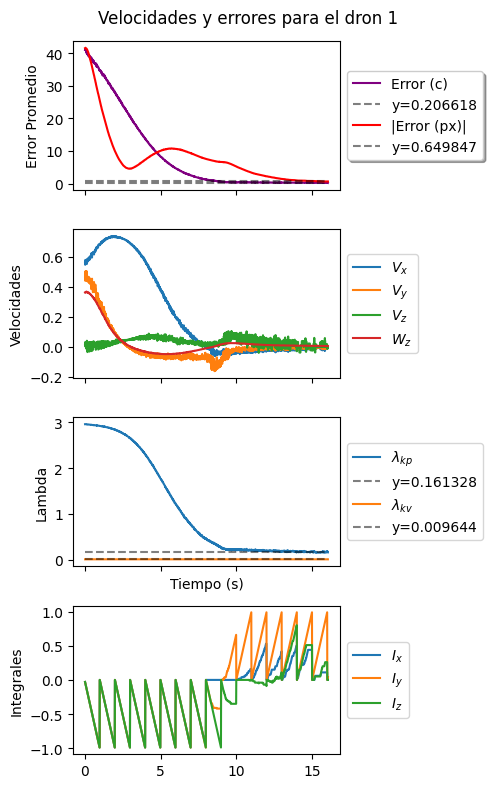 Velocidades y errores para el dron 1
40
30
20
10
0
Error Promedio
Error (c)
y=0.206618
|Error (px)|
y=0.649847
0.6
0.4
0.2
0.0
−0.2
Velocidades
V_x
V_y
V_z
W_z
3
2
1
0
Lambda
λ_kp
y=0.161328
λ_kv
y=0.009644
Tiempo (s)
1.0
0.5
0.0
−0.5
−1.0
Integrales
I_x
I_y
I_z
0 5 10 15